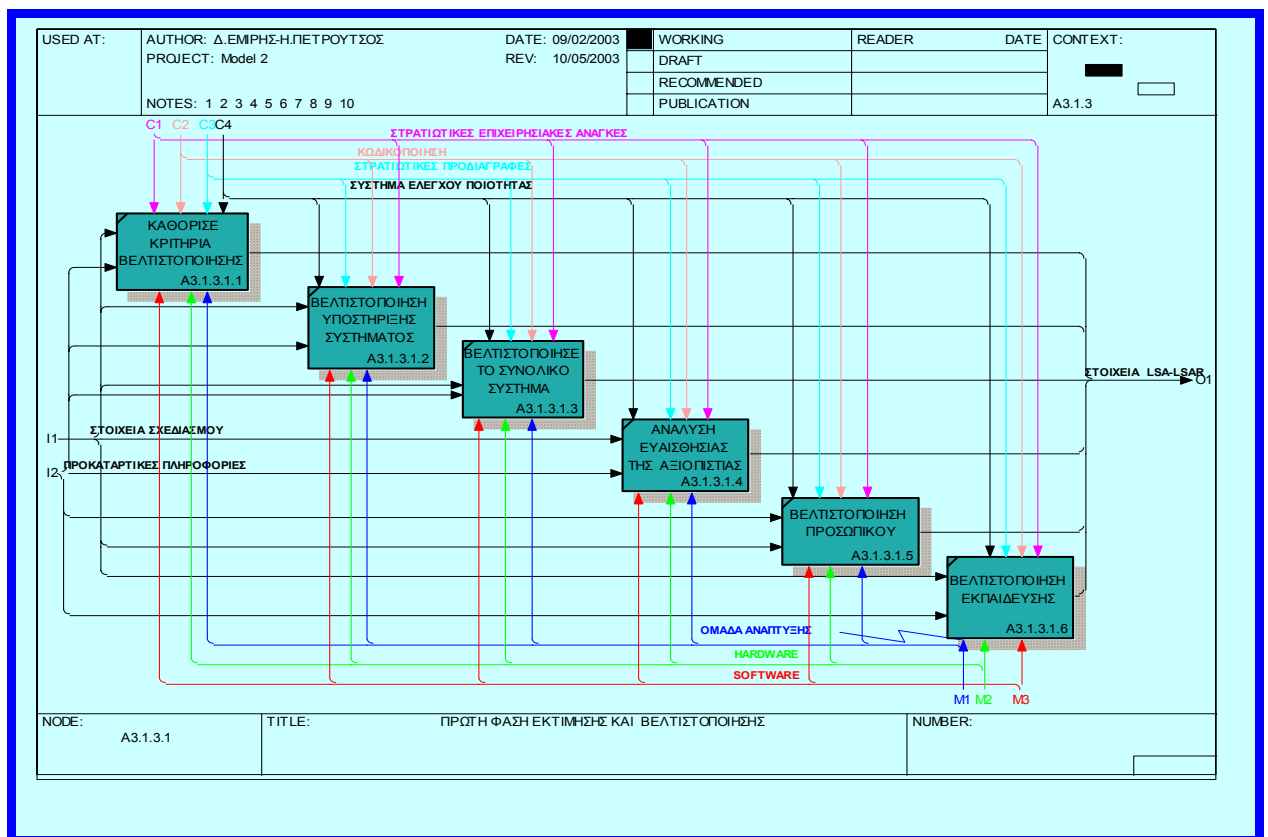 USED AT:
AUTHOR: Δ.ΕΜΙΡΗΣ-Η.ΠΕΤΡΟΥΤΣΟΣ
DATE: 09/02/2003
WORKING
READER
DATE
CONTEXT:
PROJECT: Model 2
REV: 10/05/2003
DRAFT
RECOMMENDED
NOTES: 1 2 3 4 5 6 7 8 9 10
PUBLICATION
A3.1.3
C1 C2 C3 C4
ΣΤΡΑΤΙΩΤΙΚΕΣ ΕΠΙΧΕΙΡΗΣΙΑΚΕΣ ΑΝΑΓΚΕΣ
ΚΩΔΙΚΟΠΟΙΗΣΗ
ΣΤΡΑΤΙΩΤΙΚΕΣ ΠΡΟΔΙΑΓΡΑΦΕΣ
ΣΥΣΤΗΜΑ ΕΛΕΓΧΟΥ ΠΟΙΟΤΗΤΑΣ
ΚΑΘΟΡΙΣΕ
ΚΡΙΤΗΡΙΑ
ΒΕΛΤΙΣΤΟΠΟΙΗΣΗΣ
A3.1.3.1.1
ΒΕΛΤΙΣΤΟΠΟΙΗΣΗ
ΥΠΟΣΤΗΡΙΞΗΣ
ΣΥΣΤΗΜΑΤΟΣ
A3.1.3.1.2
ΒΕΛΤΙΣΤΟΠΟΙΗΣΕ
ΤΟ ΣΥΝΟΛΙΚΟ
ΣΥΣΤΗΜΑ
A3.1.3.1.3
ΣΤΟΙΧΕΙΑ LSA-LSAR
O1
ΑΝΑΛΥΣΗ
ΕΥΑΙΣΘΗΣΙΑΣ
ΤΗΣ ΑΞΙΟΠΙΣΤΙΑΣ
A3.1.3.1.4
I1
ΣΤΟΙΧΕΙΑ ΣΧΕΔΙΑΣΜΟΥ
I2
ΠΡΟΚΑΤΑΡΤΙΚΕΣ ΠΛΗΡΟΦΟΡΙΕΣ
ΒΕΛΤΙΣΤΟΠΟΙΗΣΗ
ΠΡΟΣΩΠΙΚΟΥ
A3.1.3.1.5
ΒΕΛΤΙΣΤΟΠΟΙΗΣΗ
ΕΚΠΑΙΔΕΥΣΗΣ
A3.1.3.1.6
ΟΜΑΔΑ ΑΝΑΠΤΥΞΗΣ
HARDWARE
SOFTWARE
M1 M2 M3
NODE:
A3.1.3.1
TITLE:
ΠΡΩΤΗ ΦΑΣΗ ΕΚΤΙΜΗΣΗΣ ΚΑΙ ΒΕΛΤΙΣΤΟΠΟΙΗΣΗΣ
NUMBER: